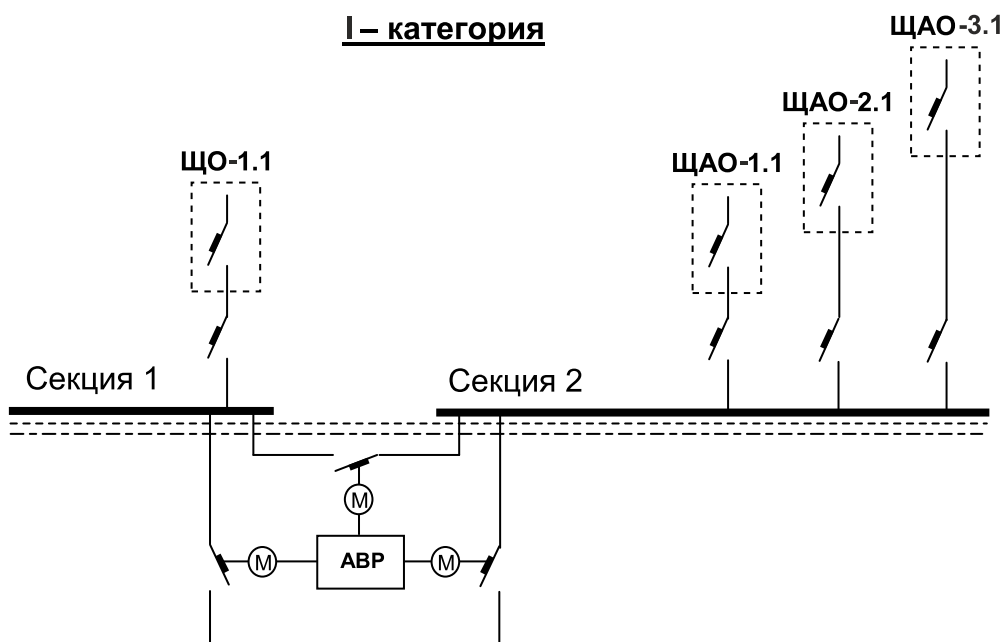 I – категория
ЩАО-3.1
ЩАО-2.1
ЩО-1.1
ЩАО-1.1
Секция 1
Секция 2
М
М
АВР
М